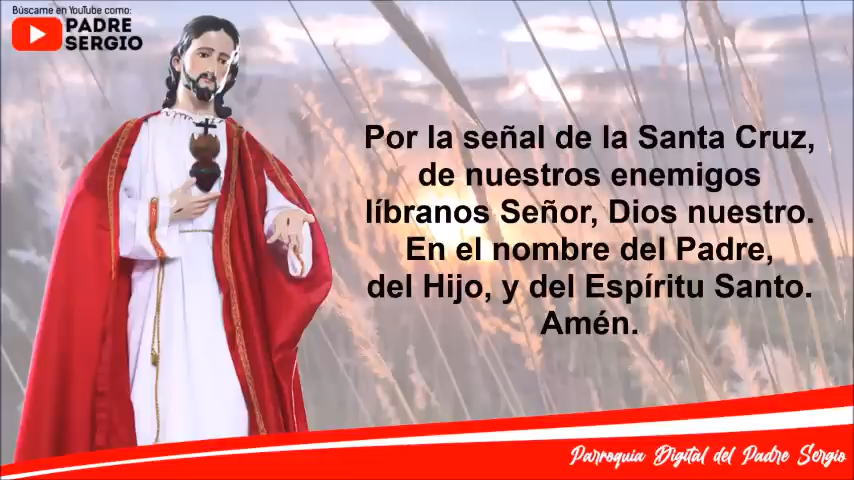 Búscame en YouTube como:
PADRE
SERGIO
Por la señal de la Santa Cruz,
de nuestros enemigos
líbranos Señor, Dios nuestro.
En el nombre del Padre,
del Hijo, y del Espíritu Santo.
Amén.
Parroquia Digital del Padre Sergio